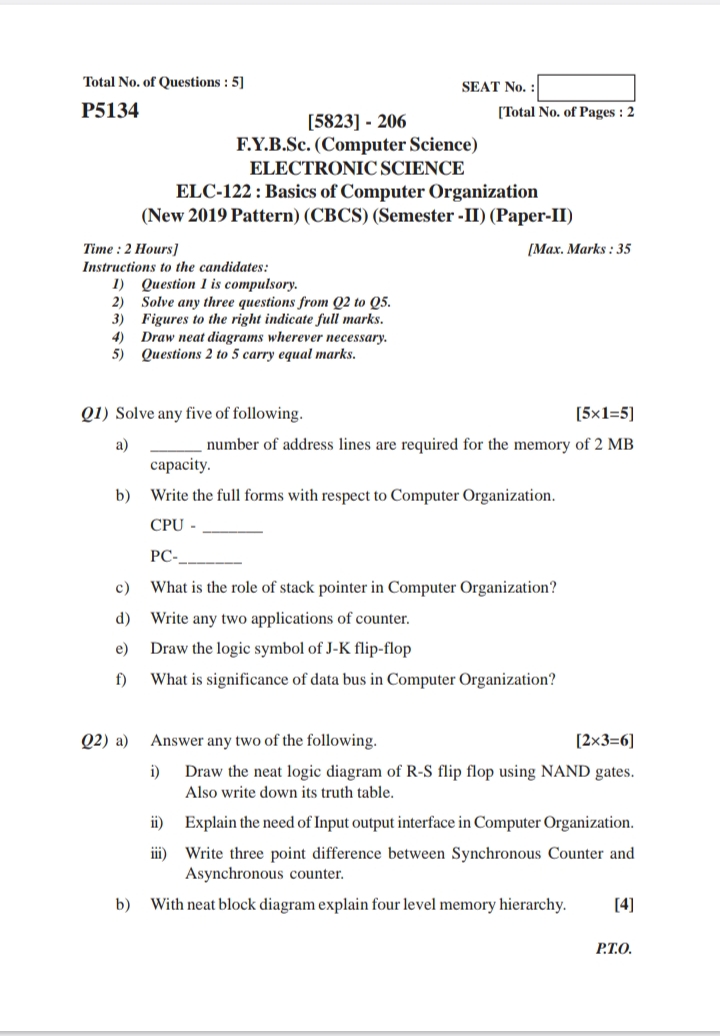 Total No. of Questions : 5]
SEAT No. :
P5134
[Total No. of Pages : 2
[5823] - 206
F.Y.B.Sc. (Computer Science)
ELECTRONIC SCIENCE
ELC-122 : Basics of Computer Organization
(New 2019 Pattern) (CBCS) (Semester -II) (Paper-II)
Time : 2 Hours]
[Max. Marks : 35
Instructions to the candidates:
1) Question 1 is compulsory.
2) Solve any three questions from Q2 to Q5.
3) Figures to the right indicate full marks.
4) Draw neat diagrams wherever necessary.
5) Questions 2 to 5 carry equal marks.
Q1) Solve any five of following. [5×1=5]
a) ______ number of address lines are required for the memory of 2 MB
capacity.
b) Write the full forms with respect to Computer Organization.
CPU - _______
PC-_______
c) What is the role of stack pointer in Computer Organization?
d) Write any two applications of counter.
e) Draw the logic symbol of J-K flip-flop
f) What is significance of data bus in Computer Organization?
Q2) a) Answer any two of the following. [2×3=6]
i) Draw the neat logic diagram of R-S flip flop using NAND gates.
Also write down its truth table.
ii) Explain the need of Input output interface in Computer Organization.
iii) Write three point difference between Synchronous Counter and
Asynchronous counter.
b) With neat block diagram explain four level memory hierarchy. [4]
P.T.O.